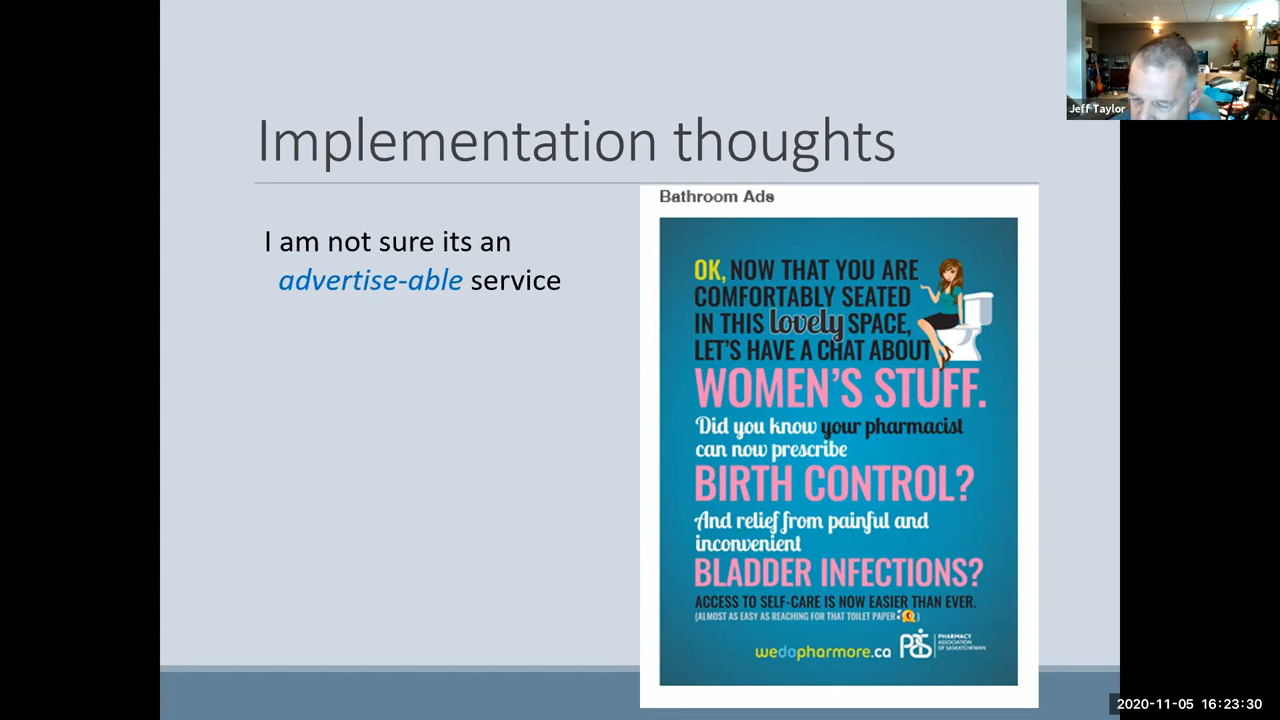 Jeff Taylor
Implementation thoughts
I am not sure its an
advertise-able service
Bathroom Ads
OK, NOW THAT YOU ARE
COMFORTABLY SEATED
IN THIS lovely SPACE,
LET'S HAVE A CHAT ABOUT
WOMEN'S STUFF.
Did you know your pharmacist
can now prescribe
BIRTH CONTROL?
And relief from painful and
inconvenient
BLADDER INFECTIONS?
ACCESS TO SELF-CARE IS NOW EASIER THAN EVER.
(ALMOST AS EASY AS REACHING FOR THAT TOILET PAPER )
wedopharmore.ca
PAS
PHARMACY
ASSOCIATION
OF SASKATCHEWAN
2020-11-05 16:23:30